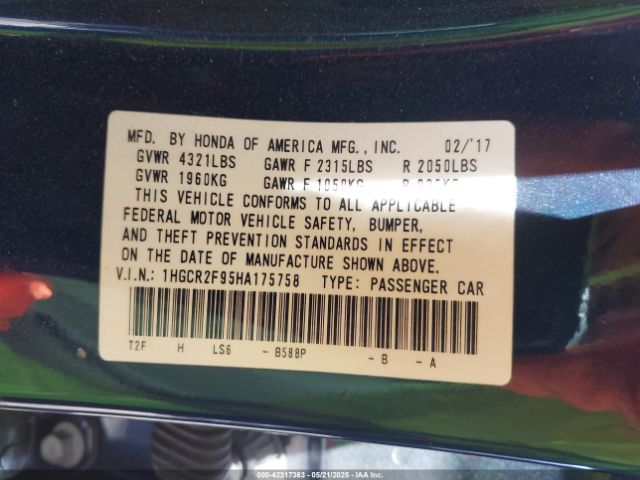 MFD. BY HONDA OF AMERICA MFG., INC. 02/'17
GVWR 4321LBS GAWR F 2315LBS R 2050LBS
GVWR 1960KG GAWR F 1050KG R
THIS VEHICLE CONFORMS TO ALL APPLICABLE
FEDERAL MOTOR VEHICLE SAFETY, BUMPER,
AND THEFT PREVENTION STANDARDS IN EFFECT
ON THE DATE OF MANUFACTURE SHOWN ABOVE.
V.I.N.: 1HGCR2F95HA175758 TYPE: PASSENGER CAR
T2F H LS6 - B588P - B - A
000-42317363 - 05/21/2025 - IAA Inc.